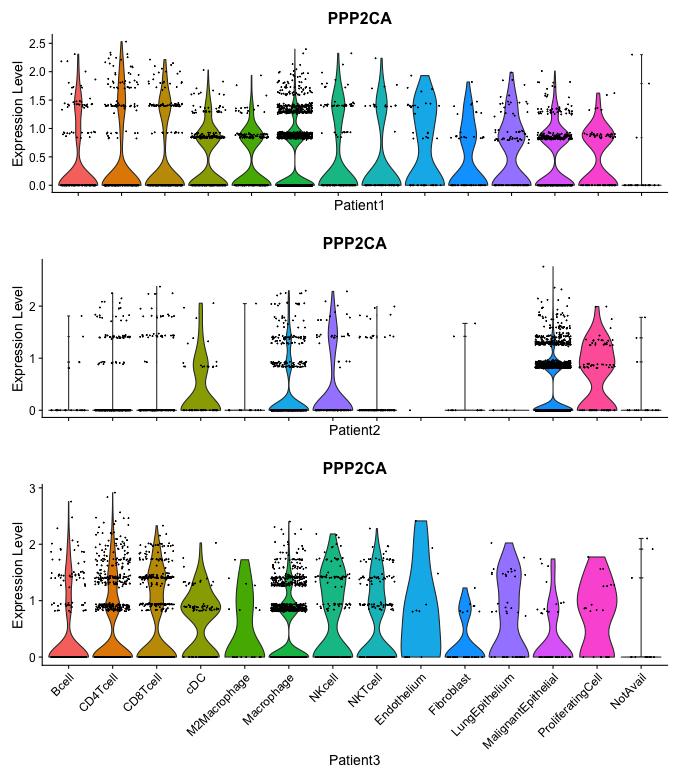 PPP2CA
Expression Level
2.5
2.0
1.5
1.0
0.5
0.0
Patient1
PPP2CA
Expression Level
2
1
0
Patient2
PPP2CA
Expression Level
3
2
1
0
Bcell
CD4Tcell
CD8Tcell
cDC
M2Macrophage
Macrophage
NKcell
NKTcell
Endothelium
Fibroblast
LungEpithelium
MalignantEpithelial
ProliferatingCell
NotAvail
Patient3